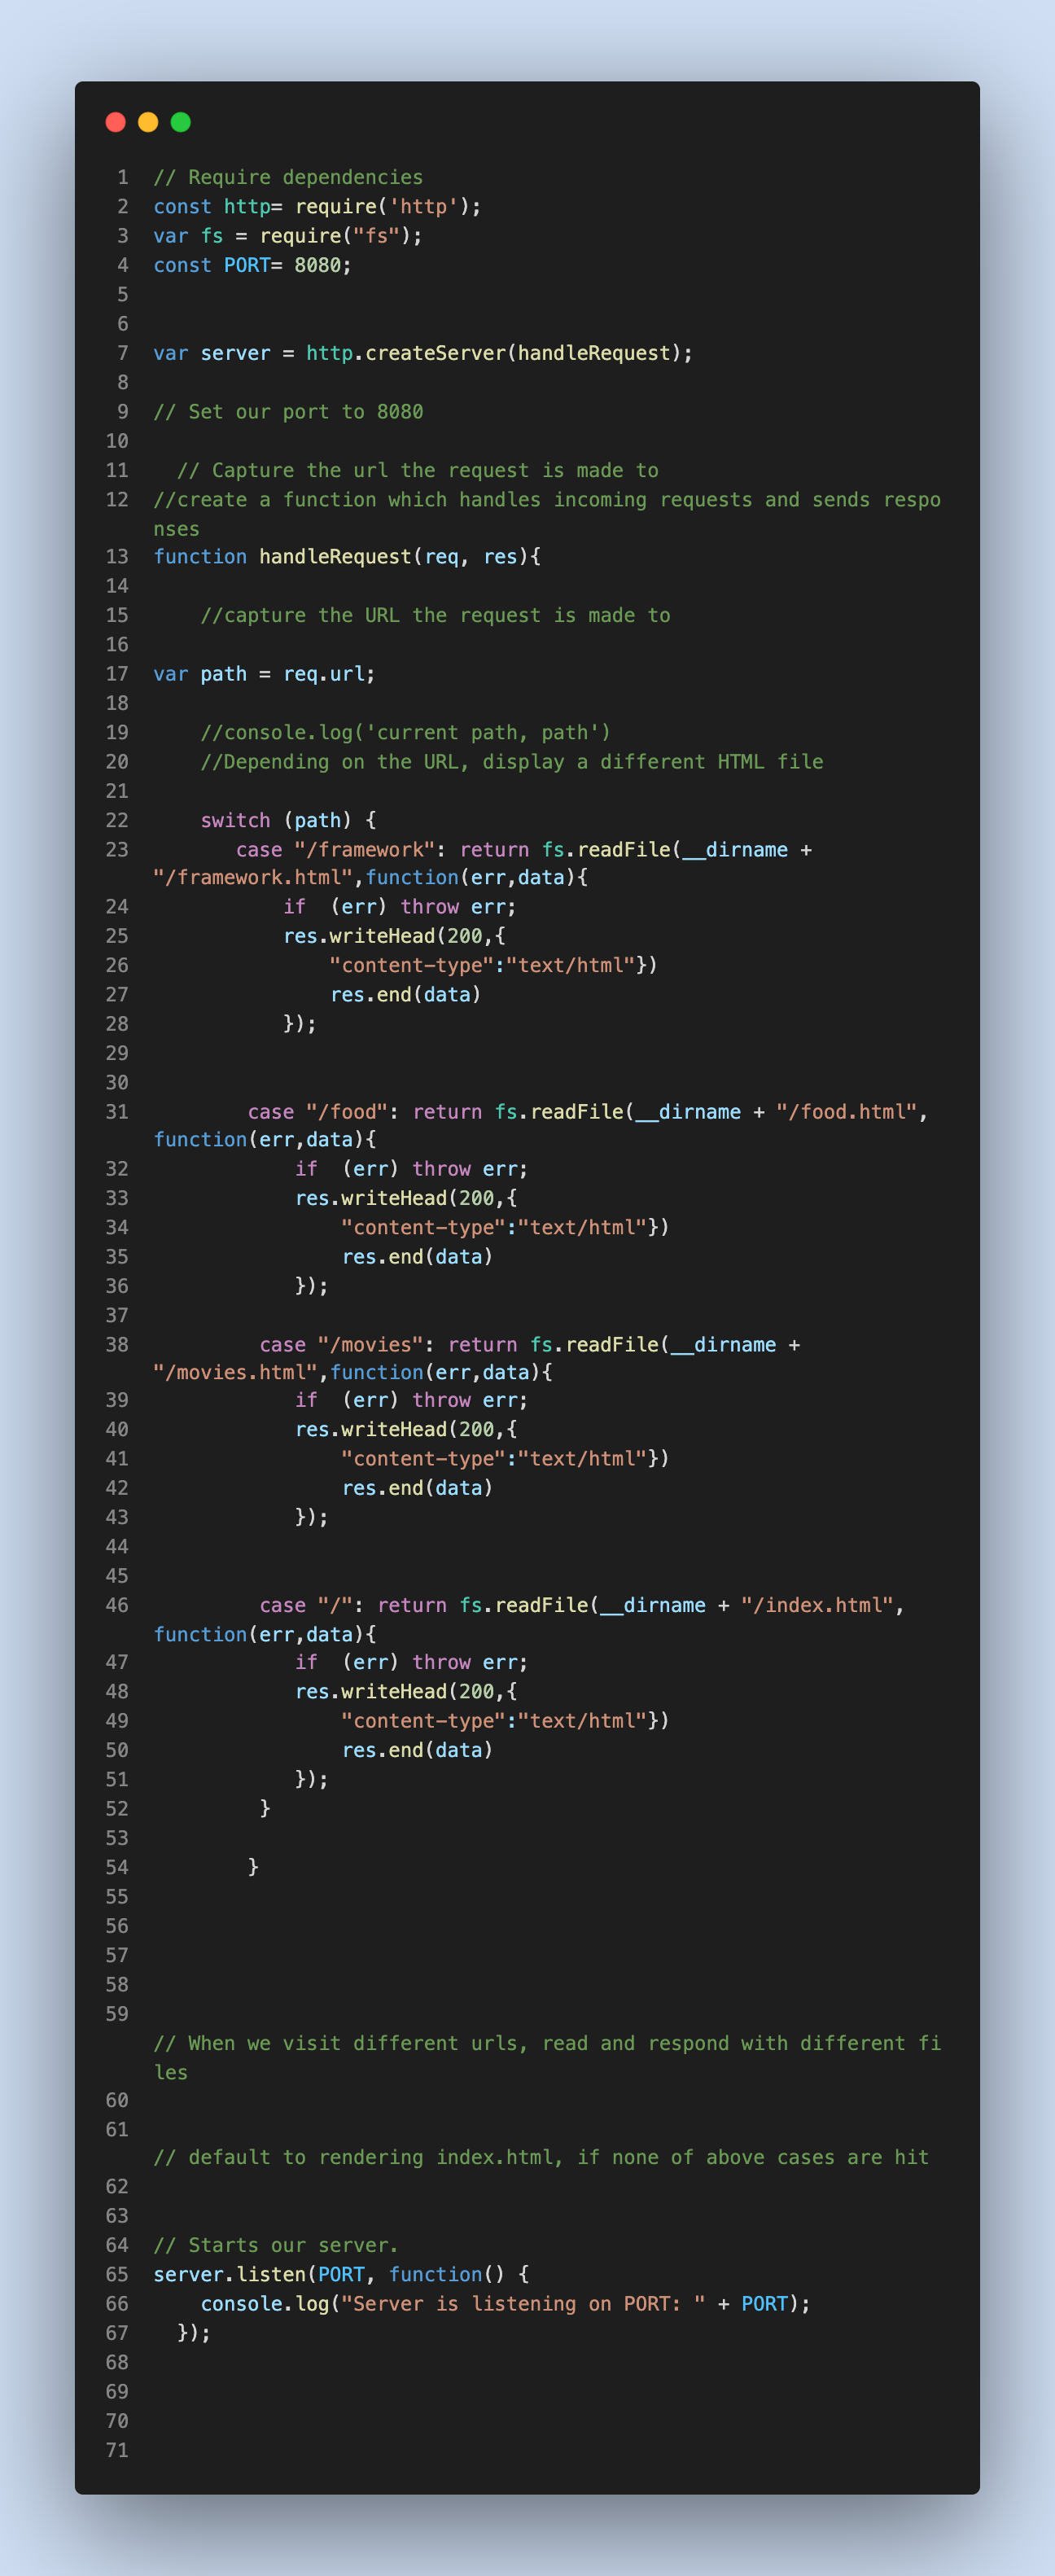 1 // Require dependencies
2 const http= require('http');
3 var fs = require("fs");
4 const PORT= 8080;
5
6
7 var server = http.createServer(handleRequest);
8
9 // Set our port to 8080
10
11   // Capture the url the request is made to
12 //create a function which handles incoming requests and sends respo
nses
13 function handleRequest(req, res){
14
15     //capture the URL the request is made to
16
17 var path = req.url;
18
19     //console.log('current path, path')
20     //Depending on the URL, display a different HTML file
21
22     switch (path) {
23        case "/framework": return fs.readFile(__dirname +
"/framework.html",function(err,data){
24            if  (err) throw err;
25            res.writeHead(200,{
26                "content-type":"text/html"})
27                res.end(data)
28            });
29
30
31         case "/food": return fs.readFile(__dirname + "/food.html",
function(err,data){
32             if  (err) throw err;
33             res.writeHead(200,{
34                 "content-type":"text/html"})
35                 res.end(data)
36             });
37
38          case "/movies": return fs.readFile(__dirname +
"/movies.html",function(err,data){
39             if  (err) throw err;
40             res.writeHead(200,{
41                 "content-type":"text/html"})
42                 res.end(data)
43             });
44
45
46          case "/": return fs.readFile(__dirname + "/index.html",
function(err,data){
47             if  (err) throw err;
48             res.writeHead(200,{
49                 "content-type":"text/html"})
50                 res.end(data)
51             });
52          }
53
54         }
55
56
57
58
59
// When we visit different urls, read and respond with different fi
les
60
61
// default to rendering index.html, if none of above cases are hit
62
63
64 // Starts our server.
65 server.listen(PORT, function() {
66     console.log("Server is listening on PORT: " + PORT);
67   });
68
69
70
71